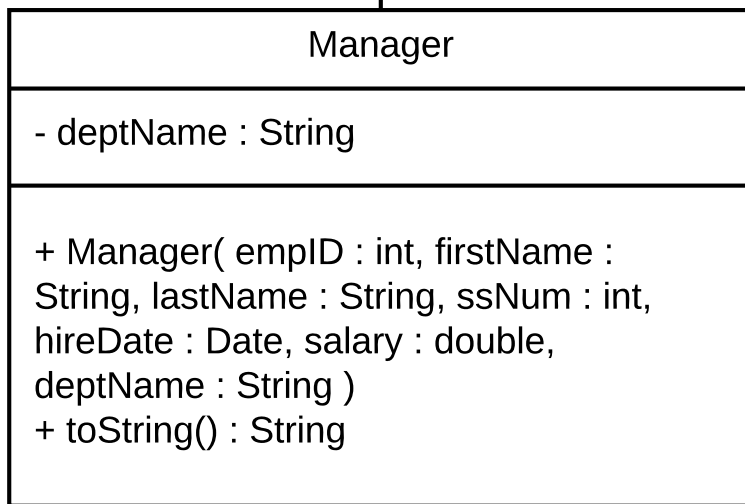 Manager
- deptName : String
+ Manager( empID : int, firstName :
String, lastName : String, ssNum : int,
hireDate : Date, salary : double,
deptName : String )
+ toString() : String